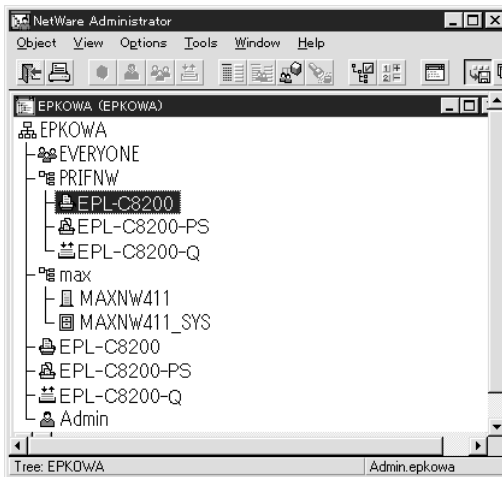 NetWare Administrator
Object View Options Tools Window Help
EPKOWA (EPKOWA)
EPKOWA
EVERYONE
PRIFNW
EPL-C8200
EPL-C8200-PS
EPL-C8200-Q
max
MAXNW411
MAXNW411_SYS
EPL-C8200
EPL-C8200-PS
EPL-C8200-Q
Admin
Tree: EPKOWA Admin.epkowa